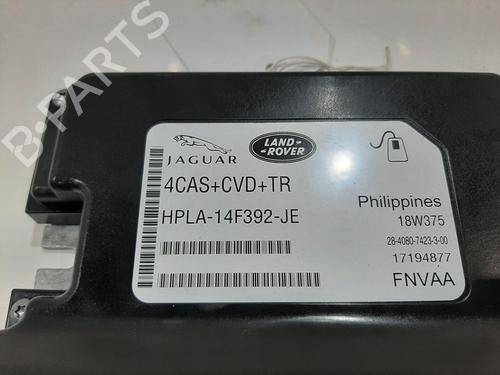 B-PARTS
JAGUAR
LAND-
-ROVER
4CAS+CVD+TR
HPLA-14F392-JE
Philippines
18W375
28-4080-7423-3-00
17194877
FNVAA